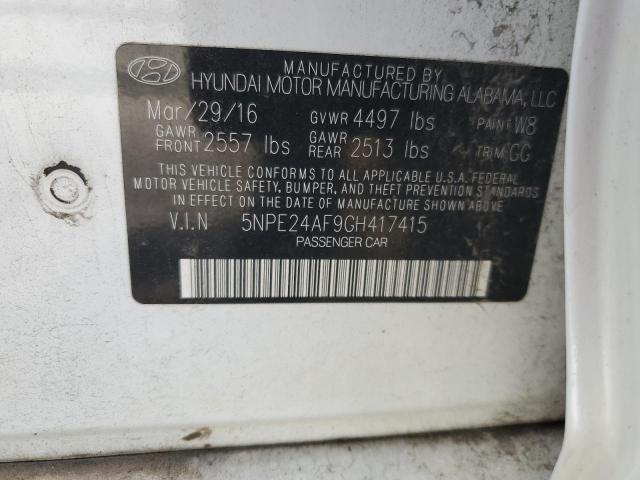 MANUFACTURED BY
HYUNDAI MOTOR MANUFACTURING ALABAMA, LLC
Mar/29/16 GVWR 4497 lbs PAINT W8
GAWR FRONT 2557 lbs GAWR REAR 2513 lbs TRIM GG
THIS VEHICLE CONFORMS TO ALL APPLICABLE U.S.A. FEDERAL
MOTOR VEHICLE SAFETY, BUMPER, AND THEFT PREVENTION STANDARDS
IN EFFECT ON THE DATE OF MANUFACTURE SHOWN ABOVE.
V.I.N 5NPE24AF9GH417415
PASSENGER CAR